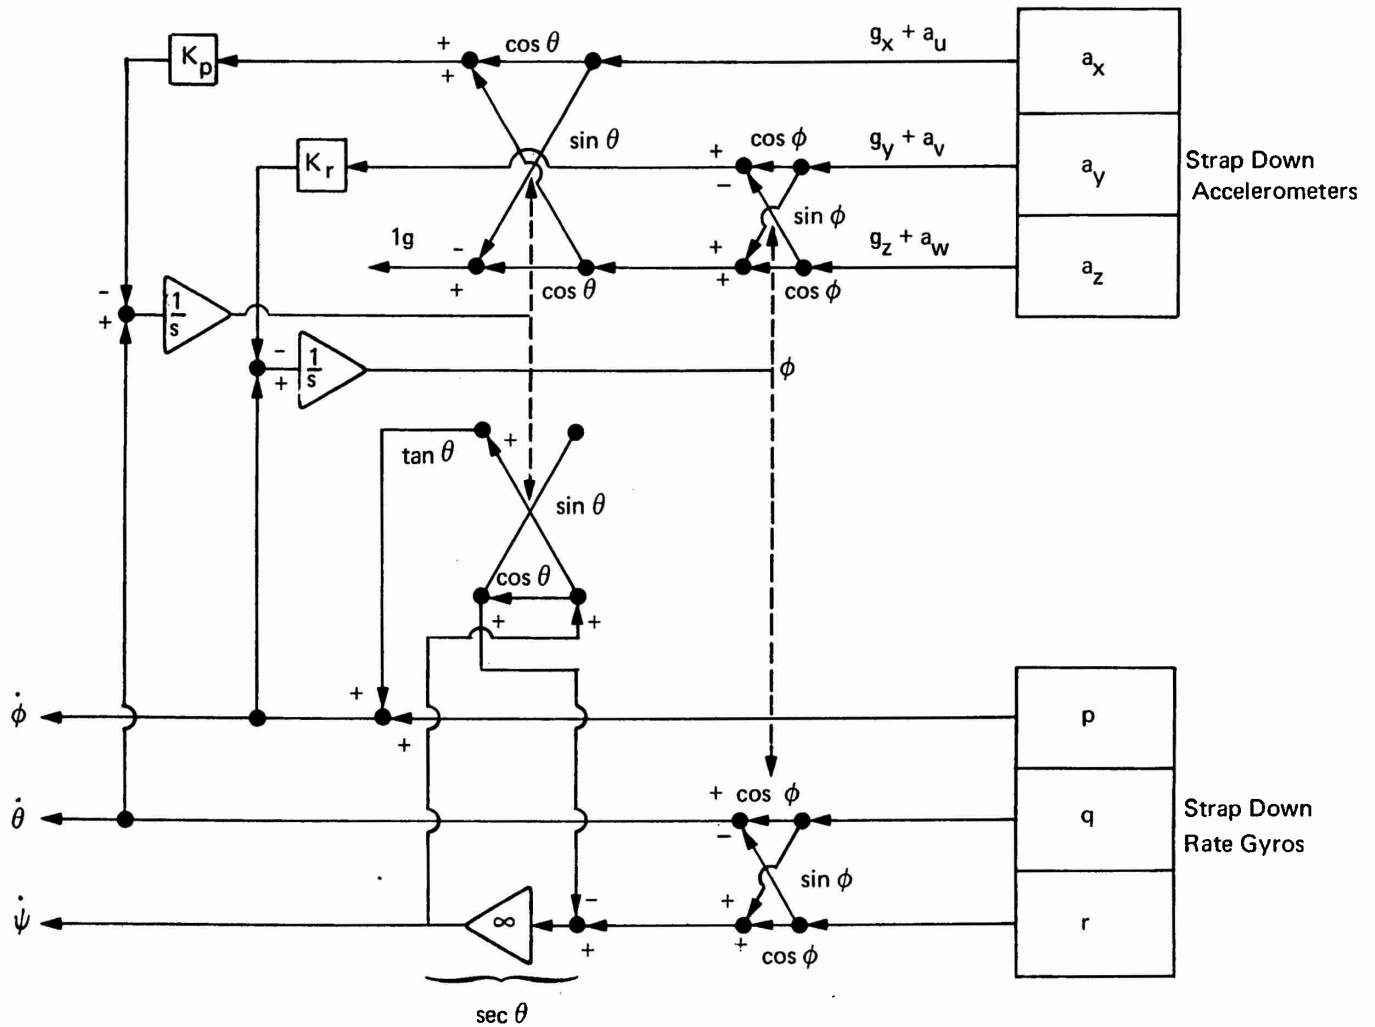 + cos θ g_x + a_u
K_p a_x
+
sin θ + cos φ g_y + a_v
K_r − a_y Strap Down
Accelerometers
sin φ
1g − + g_z + a_w
a_z
+ cos θ + cos φ
−
+ 1/s
− 1/s φ
+
tan θ +
sin θ
cos θ
+ +
+
φ̇ p
+
+ cos φ
θ̇ q Strap Down
− Rate Gyros
sin φ
− +
ψ̇ ∞ r
+ + cos φ
sec θ